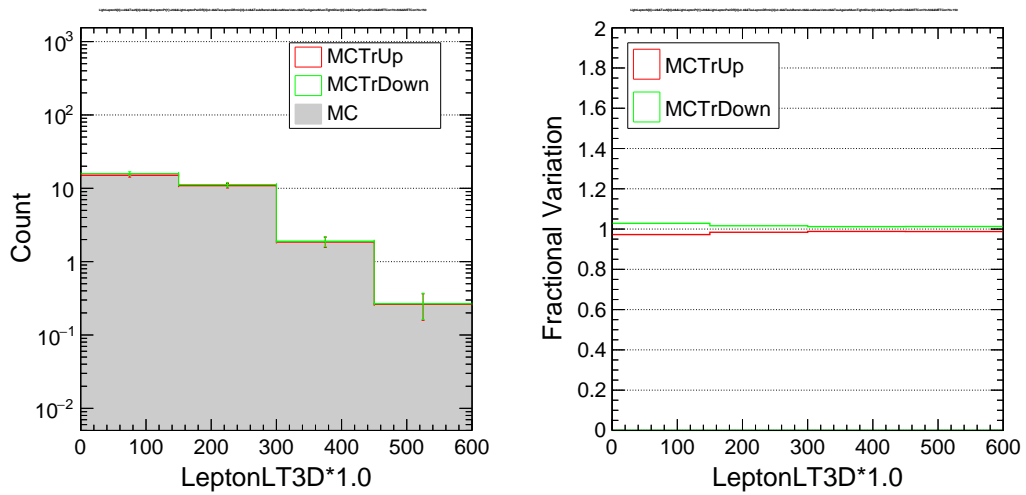 MCTrUp
MCTrDown
MC
Count
10³
10²
10
1
10⁻¹
10⁻²
0 100 200 300 400 500 600
LeptonLT3D*1.0
MCTrUp
MCTrDown
Fractional Variation
2
1.8
1.6
1.4
1.2
1
0.8
0.6
0.4
0.2
0
0 100 200 300 400 500 600
LeptonLT3D*1.0